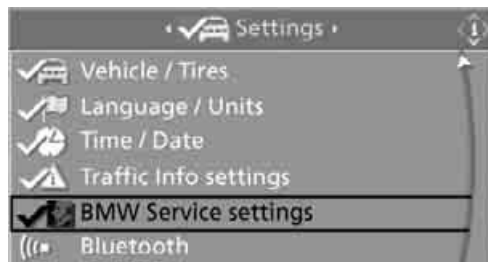 Settings
Vehicle / Tires
Language / Units
Time / Date
Traffic Info settings
BMW Service settings
Bluetooth